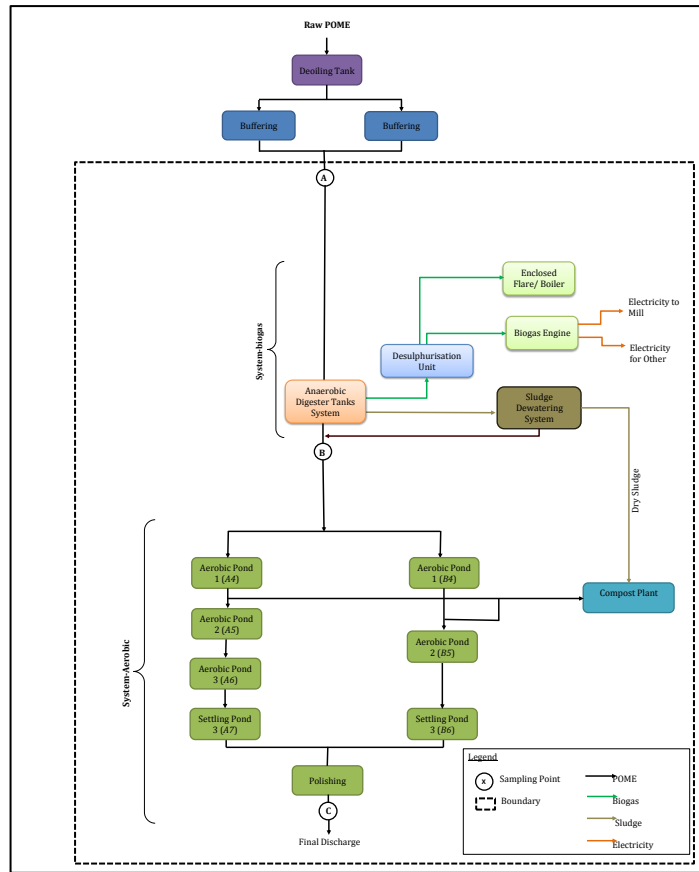 Raw POME
Deoiling Tank
Buffering
Buffering
A
Enclosed
Flare/ Boiler
Electricity to
Mill
Biogas Engine
Electricity
for Other
Desulphurisation
Unit
System-biogas
Anaerobic
Digester Tanks
System
Sludge
Dewatering
System
B
Dry Sludge
Aerobic Pond
1 (A4)
Aerobic Pond
1 (B4)
Compost Plant
Aerobic Pond
2 (A5)
Aerobic Pond
2 (B5)
System-Aerobic
Aerobic Pond
3 (A6)
Settling Pond
3 (A7)
Settling Pond
3 (B6)
Polishing
C
Final Discharge
Legend
x Sampling Point
Boundary
POME
Biogas
Sludge
Electricity